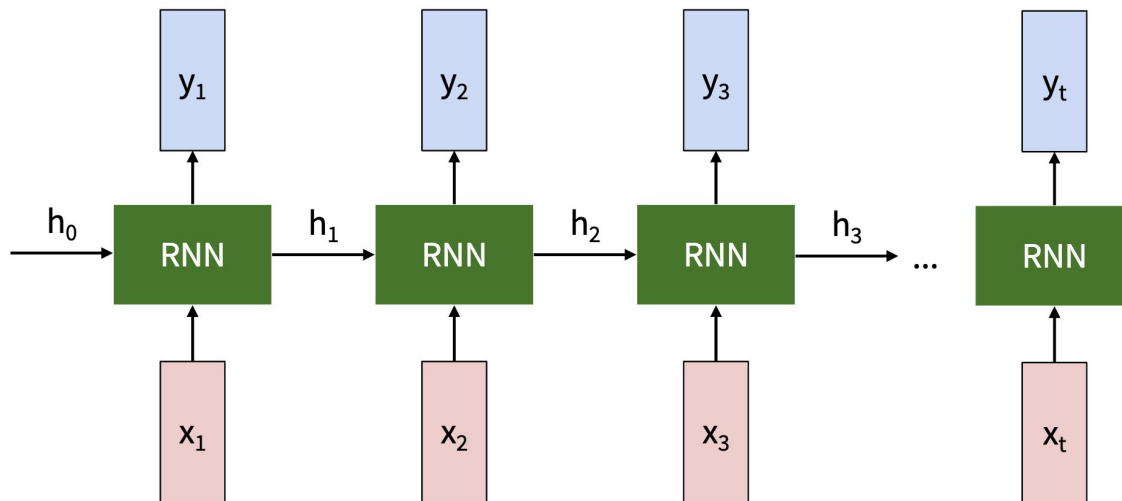 y₁ y₂ y₃ yₜ
h₀ RNN h₁ RNN h₂ RNN h₃ ... RNN
x₁ x₂ x₃ xₜ